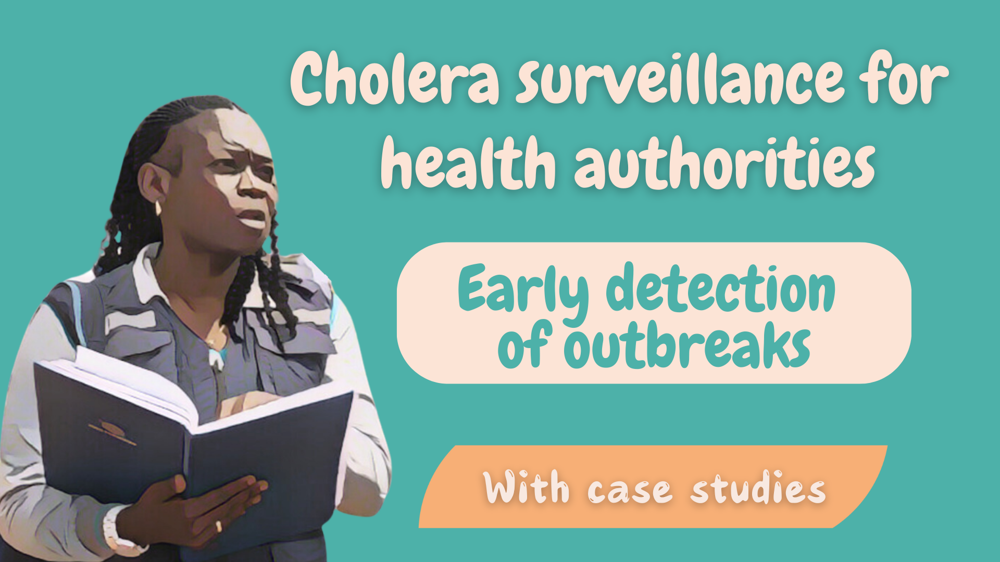 Cholera surveillance for
health authorities
Early detection
of outbreaks
With case studies